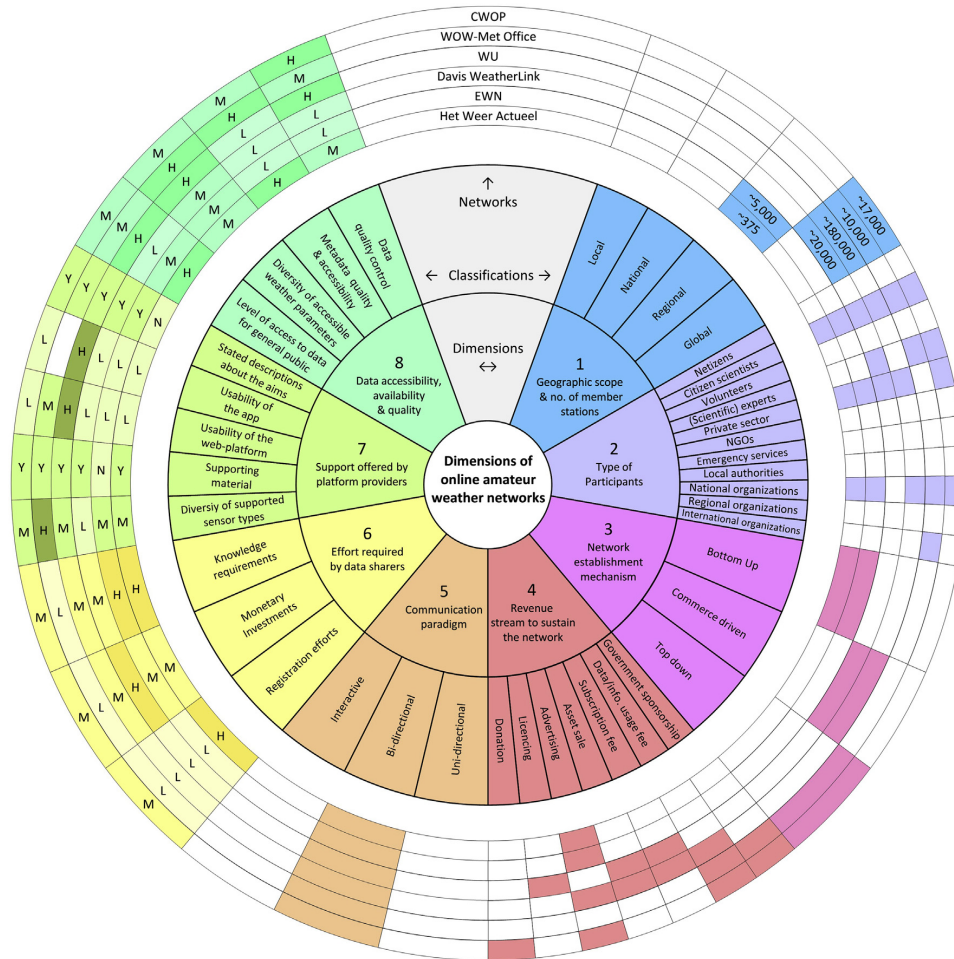 CWOP
WOW-Met Office
WU
Davis WeatherLink
EWN
Het Weer Actueel
↑
Networks
← Classifications →
Dimensions
↔
Dimensions of
online amateur
weather networks
1
Geographic scope
& no. of member
stations
Local
National
Regional
Global
~5,000
~375
~17,000
~10,000
~180,000
~20,000
2
Type of
Participants
Netizens
Citizen scientists
Volunteers
(Scientific) experts
Private sector
NGOs
Emergency services
Local authorities
National organizations
Regional organizations
International organizations
3
Network
establishment
mechanism
Bottom Up
Commerce driven
Top down
4
Revenue
stream to sustain
the network
Government sponsorship
Data/info. usage fee
Subscription fee
Asset sale
Advertising
Licencing
Donation
5
Communication
paradigm
Uni-directional
Bi-directional
Interactive
6
Effort required
by data sharers
Registration efforts
M L L L L H
Monetary
Investments
M L M H M M
Knowledge
requirements
M L M M H H
7
Support offered by
platform providers
Diversiy of supported
sensor types
M H M L M M
Supporting
material
Y Y Y Y N Y
Usability of the
web-platform
L M H L L L
Usability of
the app
L H L L L
Stated descriptions
about the aims
Y Y Y Y Y N
8
Data accessibility,
availability
& quality
Level of access to data
for general public
M M H L M H
Diversity of accessible
weather parameters
M H H M M M
Metadata quality
& accessibility
M H L L L H
Data
quality control
H M H L L M